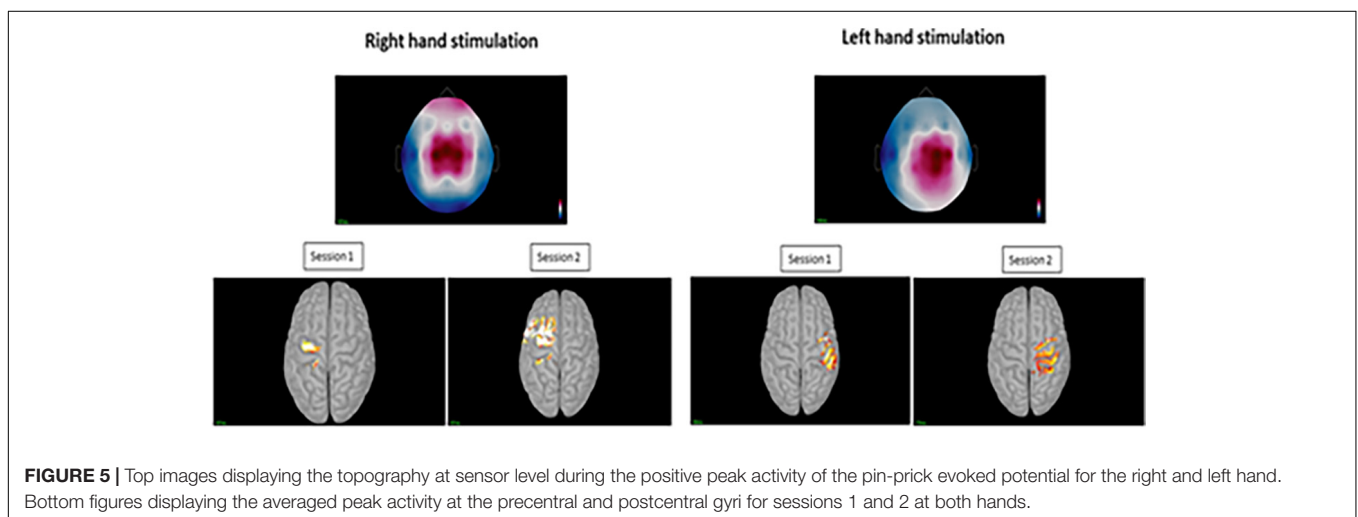 Right hand stimulation
Left hand stimulation
Session 1
Session 2
Session 1
Session 2
FIGURE 5 | Top images displaying the topography at sensor level during the positive peak activity of the pin-prick evoked potential for the right and left hand.
Bottom figures displaying the averaged peak activity at the precentral and postcentral gyri for sessions 1 and 2 at both hands.